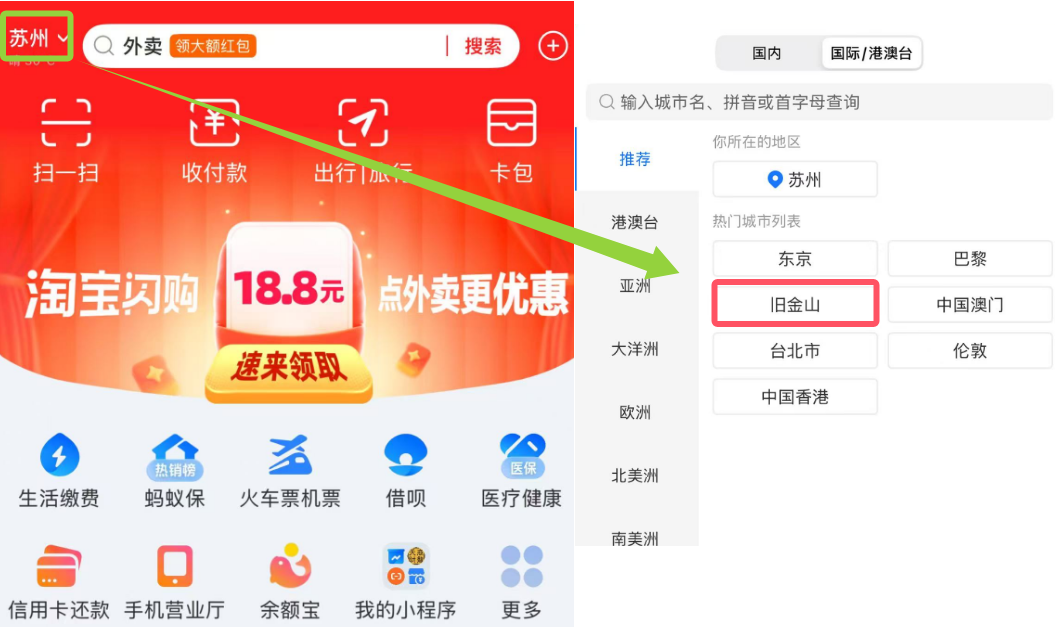 苏州
外卖 领大额红包 搜索
扫一扫 收付款 出行|旅行 卡包
淘宝闪购 18.8元 点外卖更优惠
速来领取
热销榜 医保
生活缴费 蚂蚁保 火车票机票 借呗 医疗健康
信用卡还款 手机营业厅 余额宝 我的小程序 更多
国内 国际/港澳台
输入城市名、拼音或首字母查询
推荐
港澳台
亚洲
大洋洲
欧洲
北美洲
南美洲
你所在的地区
苏州
热门城市列表
东京 巴黎
旧金山 中国澳门
台北市 伦敦
中国香港